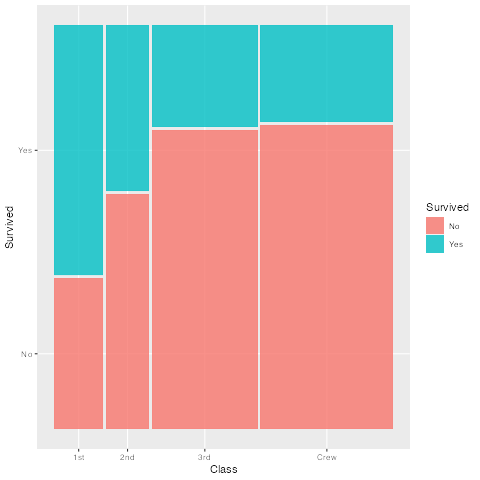 Survived
Yes
No
1st
2nd
3rd
Crew
Class
Survived
No
Yes